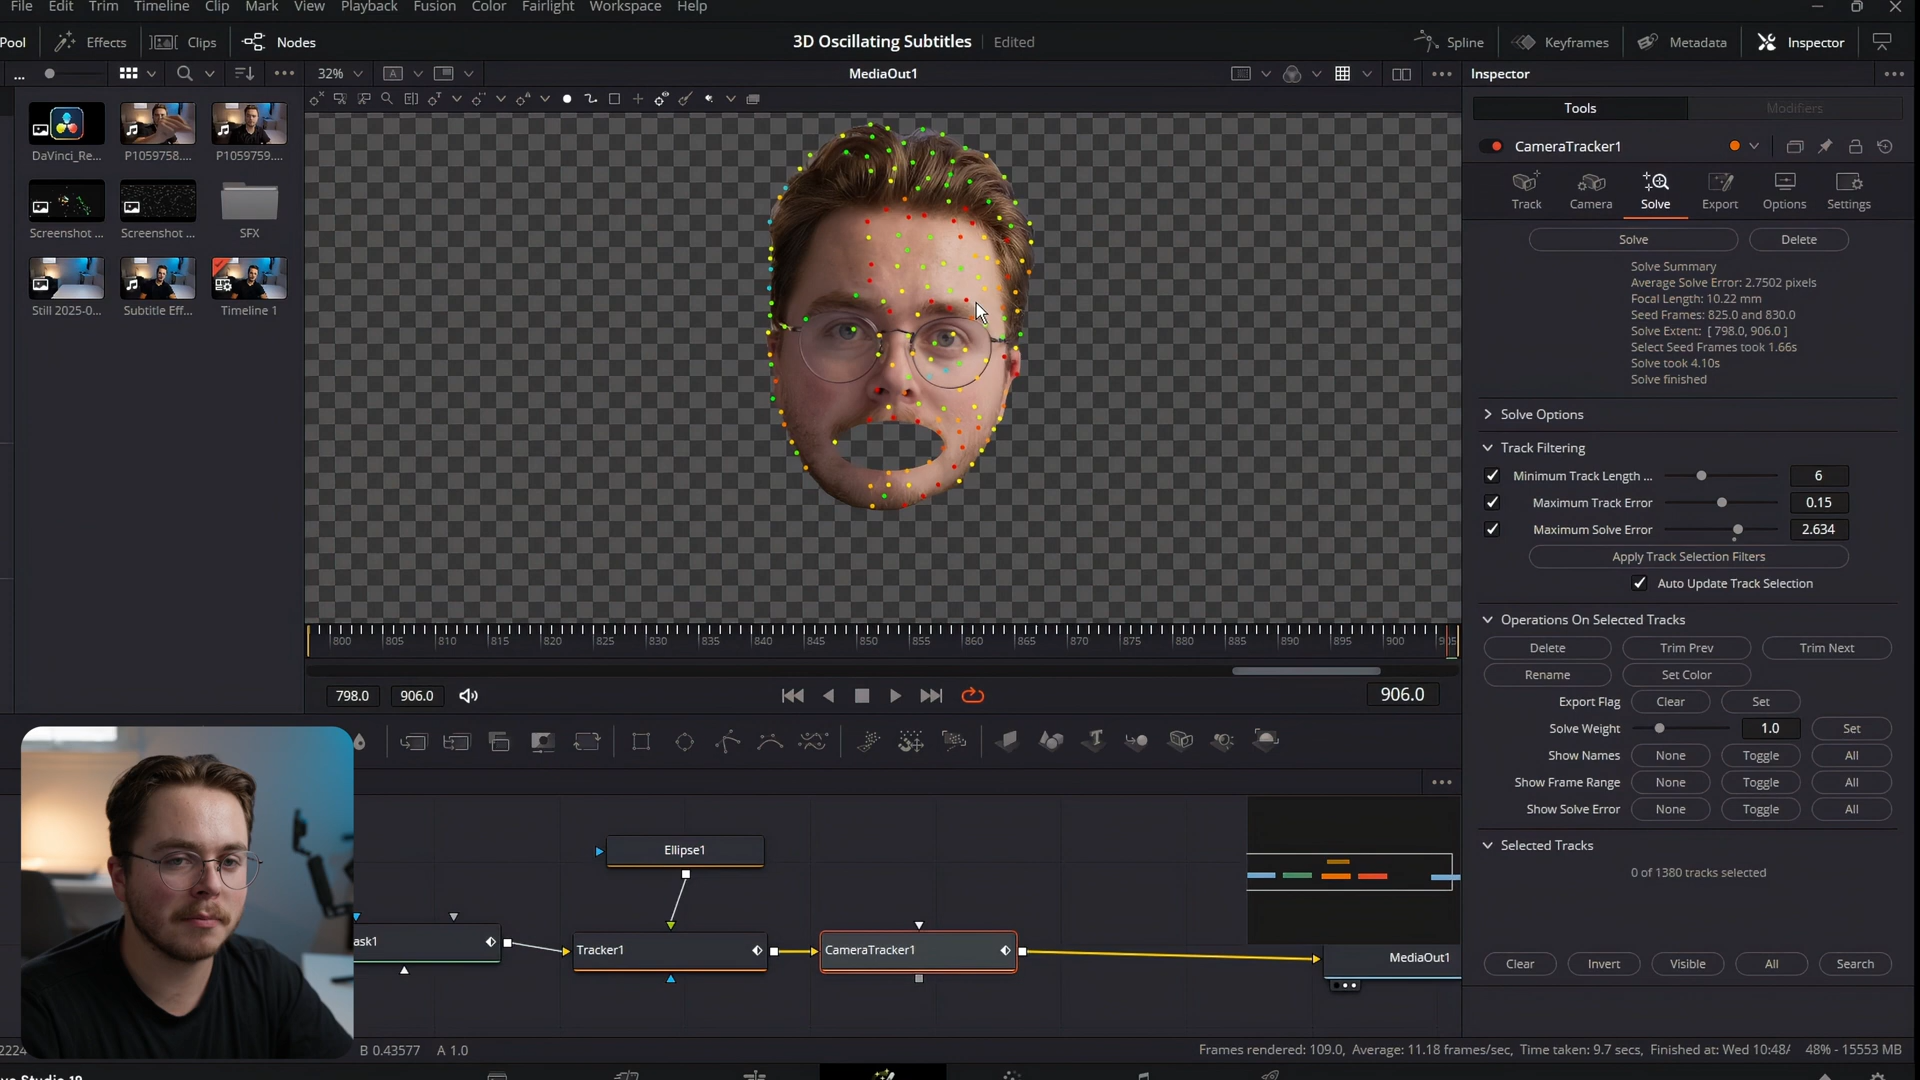 File Edit Trim Timeline Clip Mark View Playback Fusion Color Fairlight Workspace Help
Pool Effects Clips Nodes 3D Oscillating Subtitles Edited Spline Keyframes Metadata Inspector
... 32% A MediaOut1 Inspector
Tools Modifiers
CameraTracker1
Track Camera Solve Export Options Settings
DaVinci_Re... P1059758.... P1059759....
Screenshot ... Screenshot ... SFX
Still 2025-0... Subtitle Eff... Timeline 1
Solve Delete
Solve Summary
Average Solve Error: 2.7502 pixels
Focal Length: 10.22 mm
Seed Frames: 825.0 and 830.0
Solve Extent: [ 798.0, 906.0 ]
Select Seed Frames took 1.66s
Solve took 4.10s
Solve finished
Solve Options
Track Filtering
Minimum Track Length ... 6
Maximum Track Error 0.15
Maximum Solve Error 2.634
Apply Track Selection Filters
Auto Update Track Selection
Operations On Selected Tracks
Delete Trim Prev Trim Next
Rename Set Color
Export Flag Clear Set
Solve Weight 1.0 Set
Show Names None Toggle All
Show Frame Range None Toggle All
Show Solve Error None Toggle All
Selected Tracks
0 of 1380 tracks selected
Clear Invert Visible All Search
800 805 810 815 820 825 830 835 840 845 850 855 860 865 870 875 880 885 890 895 900
798.0 906.0 906.0
Ellipse1
ask1 Tracker1 CameraTracker1 MediaOut1
2224 B 0.43577 A 1.0 Frames rendered: 109.0, Average: 11.18 frames/sec, Time taken: 9.7 secs, Finished at: Wed 10:48 48% - 15553 MB